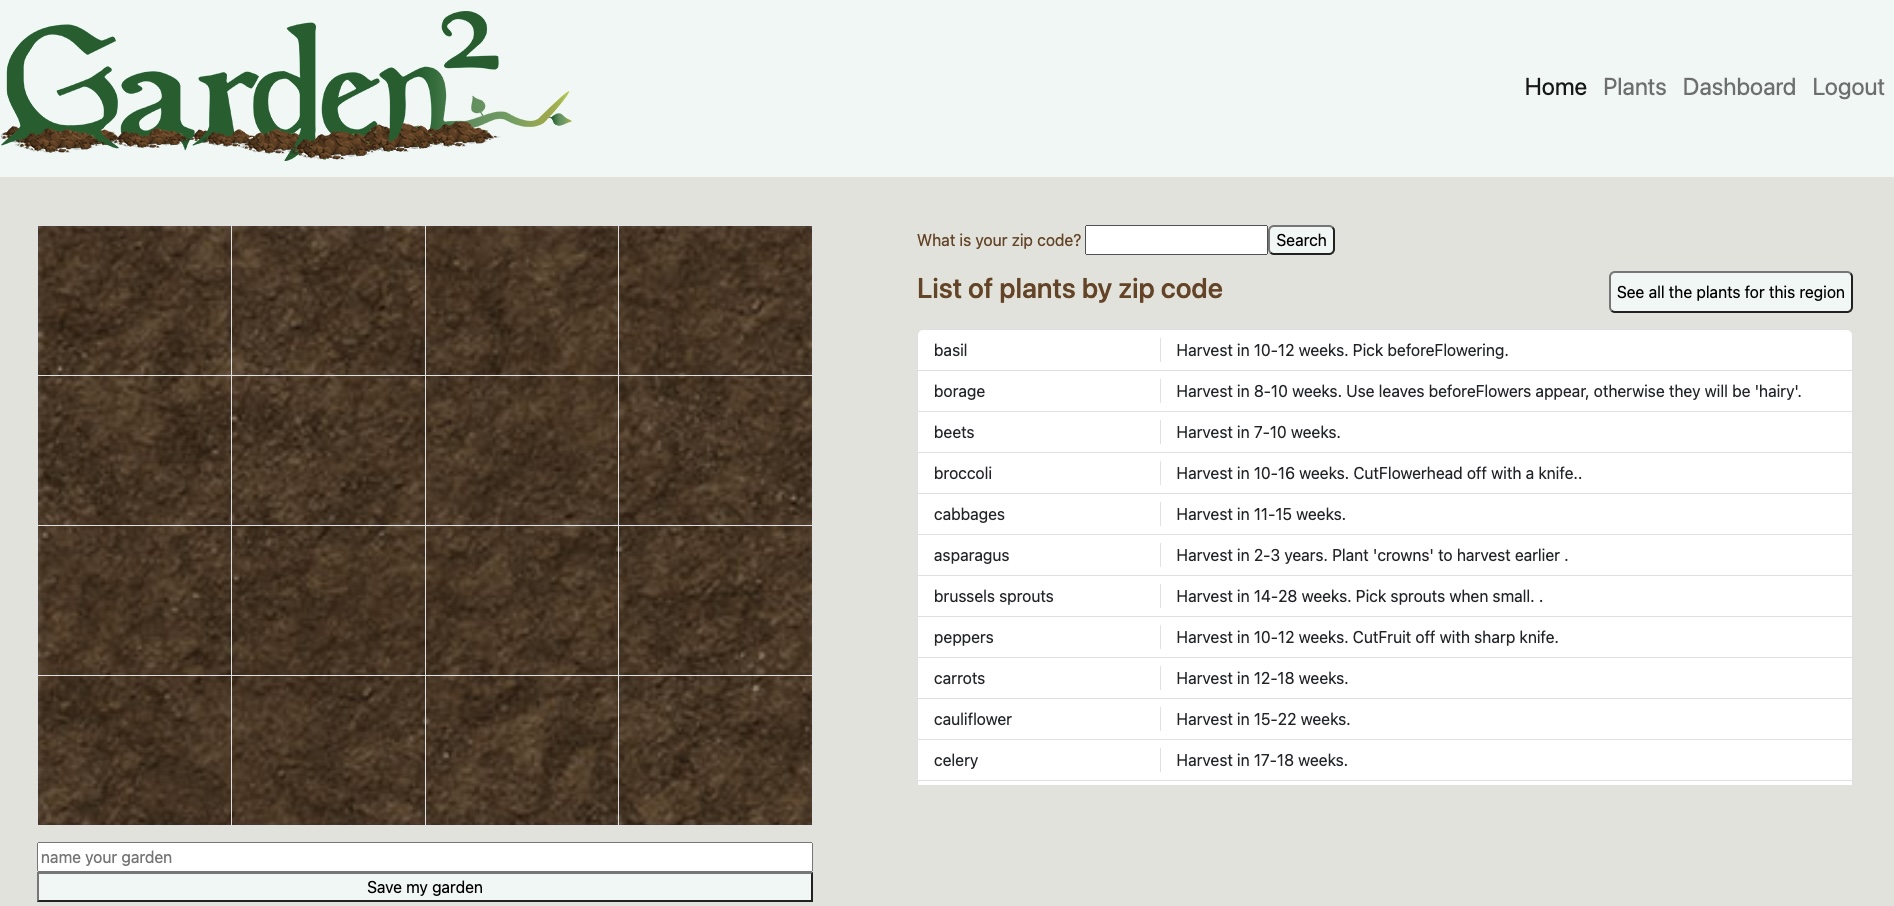 Garden²
Home Plants Dashboard Logout
What is your zip code? Search
List of plants by zip code
See all the plants for this region
basil Harvest in 10-12 weeks. Pick beforeFlowering.
borage Harvest in 8-10 weeks. Use leaves beforeFlowers appear, otherwise they will be 'hairy'.
beets Harvest in 7-10 weeks.
broccoli Harvest in 10-16 weeks. CutFlowerhead off with a knife..
cabbages Harvest in 11-15 weeks.
asparagus Harvest in 2-3 years. Plant 'crowns' to harvest earlier .
brussels sprouts Harvest in 14-28 weeks. Pick sprouts when small. .
peppers Harvest in 10-12 weeks. CutFruit off with sharp knife.
carrots Harvest in 12-18 weeks.
cauliflower Harvest in 15-22 weeks.
celery Harvest in 17-18 weeks.
name your garden
Save my garden